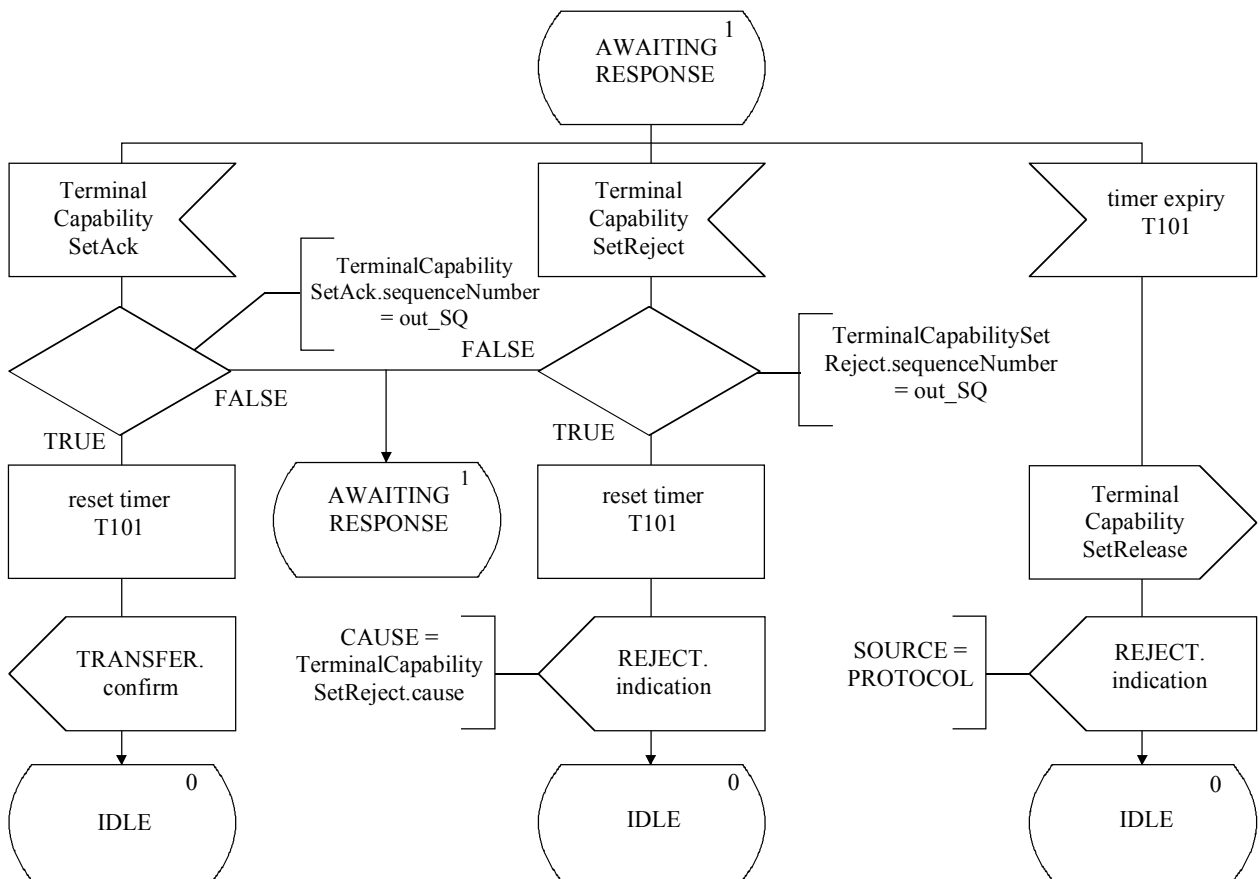 1
AWAITING
RESPONSE
Terminal
Capability
SetAck
Terminal
Capability
SetReject
timer expiry
T101
TerminalCapability
SetAck.sequenceNumber
= out_SQ
TerminalCapabilitySet
Reject.sequenceNumber
= out_SQ
FALSE
FALSE
TRUE
TRUE
reset timer
T101
1
AWAITING
RESPONSE
reset timer
T101
Terminal
Capability
SetRelease
TRANSFER.
confirm
CAUSE =
TerminalCapability
SetReject.cause
REJECT.
indication
SOURCE =
PROTOCOL
REJECT.
indication
0
IDLE
0
IDLE
0
IDLE